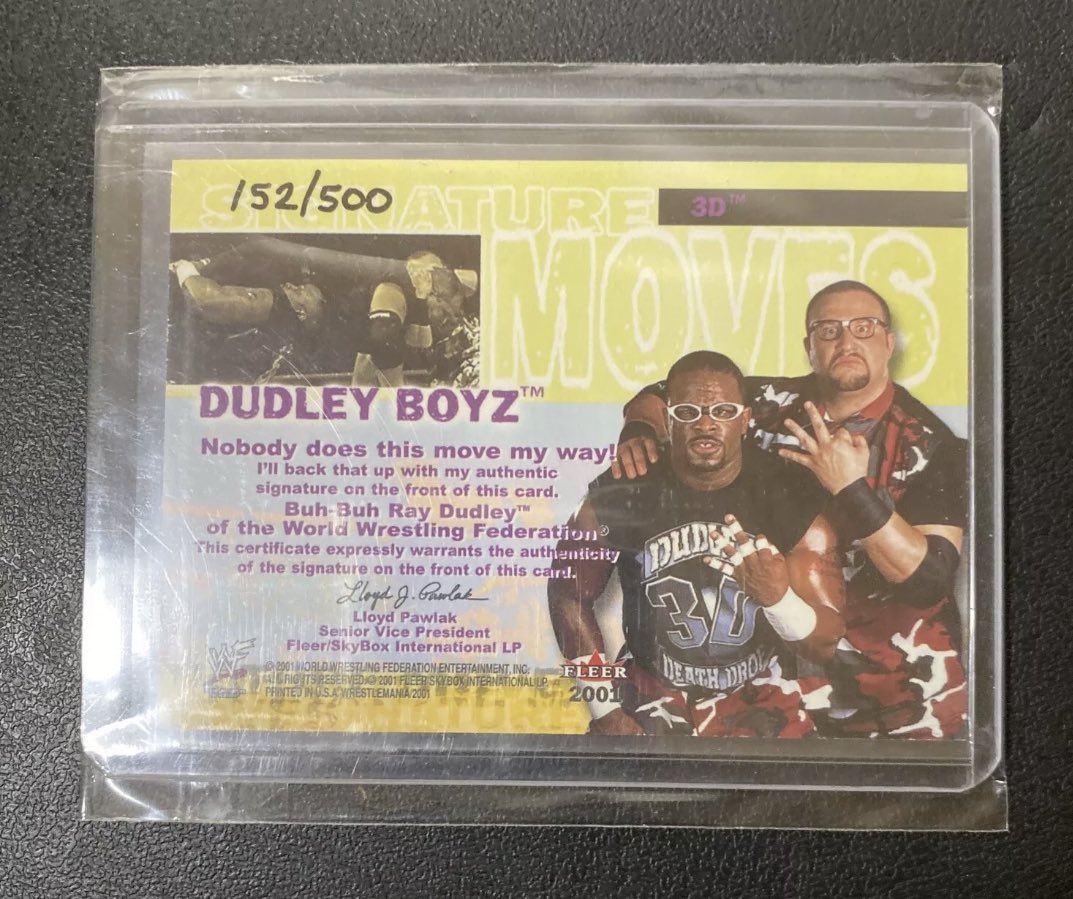 152/500
SIGNATURE
3D™
MOVES
DUDLEY BOYZ™
Nobody does this move my way!
I'll back that up with my authentic
signature on the front of this card.
Buh-Buh Ray Dudley™
of the World Wrestling Federation®
This certificate expressly warrants the authenticity
of the signature on the front of this card.
Lloyd J. Pawlak
Lloyd Pawlak
Senior Vice President
Fleer/SkyBox International LP
© 2001 WORLD WRESTLING FEDERATION ENTERTAINMENT, INC.
ALL RIGHTS RESERVED. © 2001 FLEER SKYBOX INTERNATIONAL LP.
PRINTED IN U.S.A. WRESTLEMANIA/2001
FLEER
2001
3D
DEATH